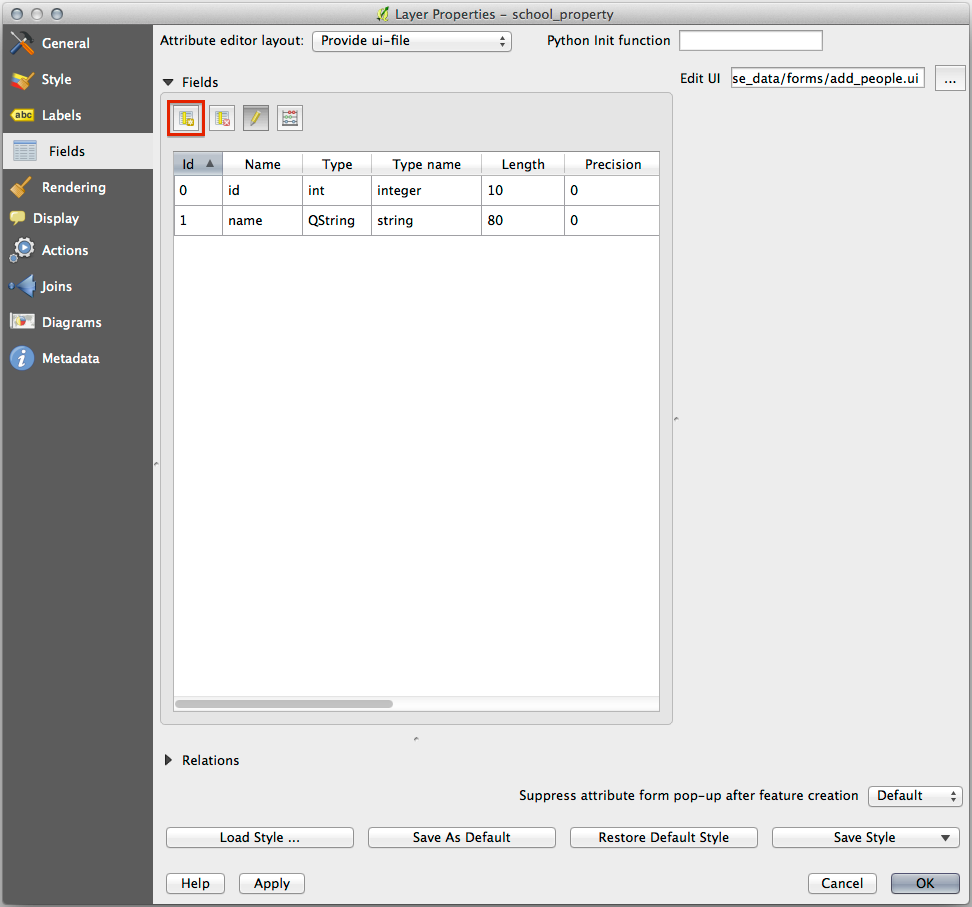 Layer Properties - school_property
General
Style
abc Labels
Fields
Rendering
Display
Actions
Joins
Diagrams
i Metadata
Attribute editor layout: Provide ui-file Python Init function
Fields
Edit UI se_data/forms/add_people.ui ...
Id Name Type Type name Length Precision
0 id int integer 10 0
1 name QString string 80 0
Relations
Suppress attribute form pop-up after feature creation Default
Load Style ... Save As Default Restore Default Style Save Style
Help Apply Cancel OK